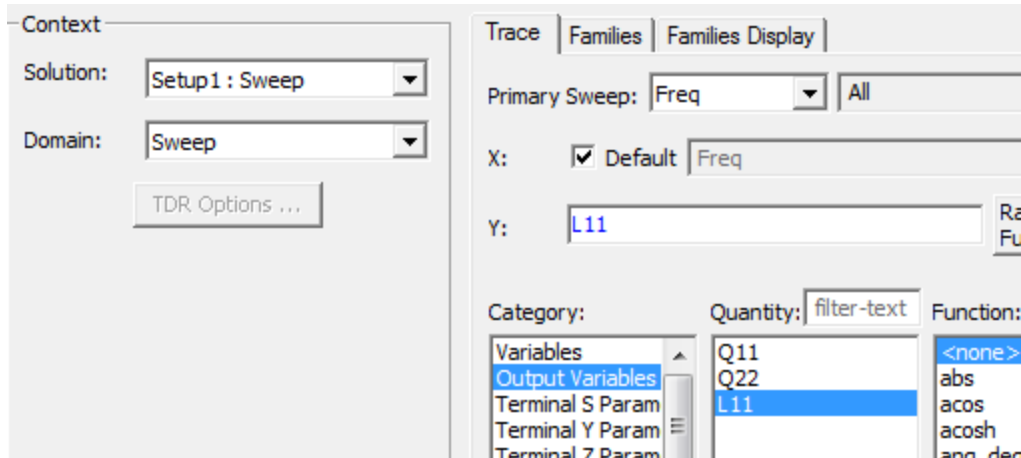 Context
Solution: Setup1 : Sweep
Domain: Sweep
TDR Options ...
Trace Families Families Display
Primary Sweep: Freq All
X: Default Freq
Y: L11
Category: Quantity: filter-text Function:
Variables Q11 <none>
Output Variables Q22 abs
Terminal S Param L11 acos
Terminal Y Param acosh
Terminal Z Param